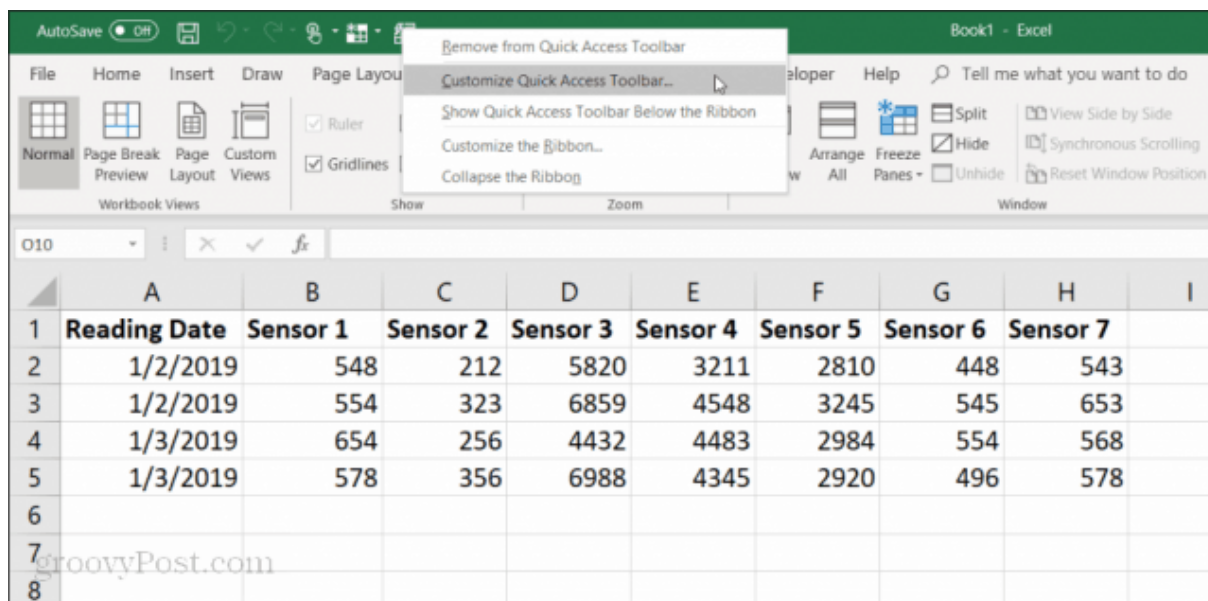 AutoSave Off Book1 - Excel
Remove from Quick Access Toolbar
Customize Quick Access Toolbar...
Show Quick Access Toolbar Below the Ribbon
Customize the Ribbon...
Collapse the Ribbon
File Home Insert Draw Page Layou eloper Help Tell me what you want to do
Normal Page Break Preview Page Layout Custom Views
Workbook Views
Ruler
Gridlines
Show
Zoom
w Arrange All Freeze Panes
Split
Hide
Unhide
View Side by Side
Synchronous Scrolling
Reset Window Position
Window
O10 fx
A B C D E F G H I
1 Reading Date Sensor 1 Sensor 2 Sensor 3 Sensor 4 Sensor 5 Sensor 6 Sensor 7
2 1/2/2019 548 212 5820 3211 2810 448 543
3 1/2/2019 554 323 6859 4548 3245 545 653
4 1/3/2019 654 256 4432 4483 2984 554 568
5 1/3/2019 578 356 6988 4345 2920 496 578
6
7
groovyPost.com
8